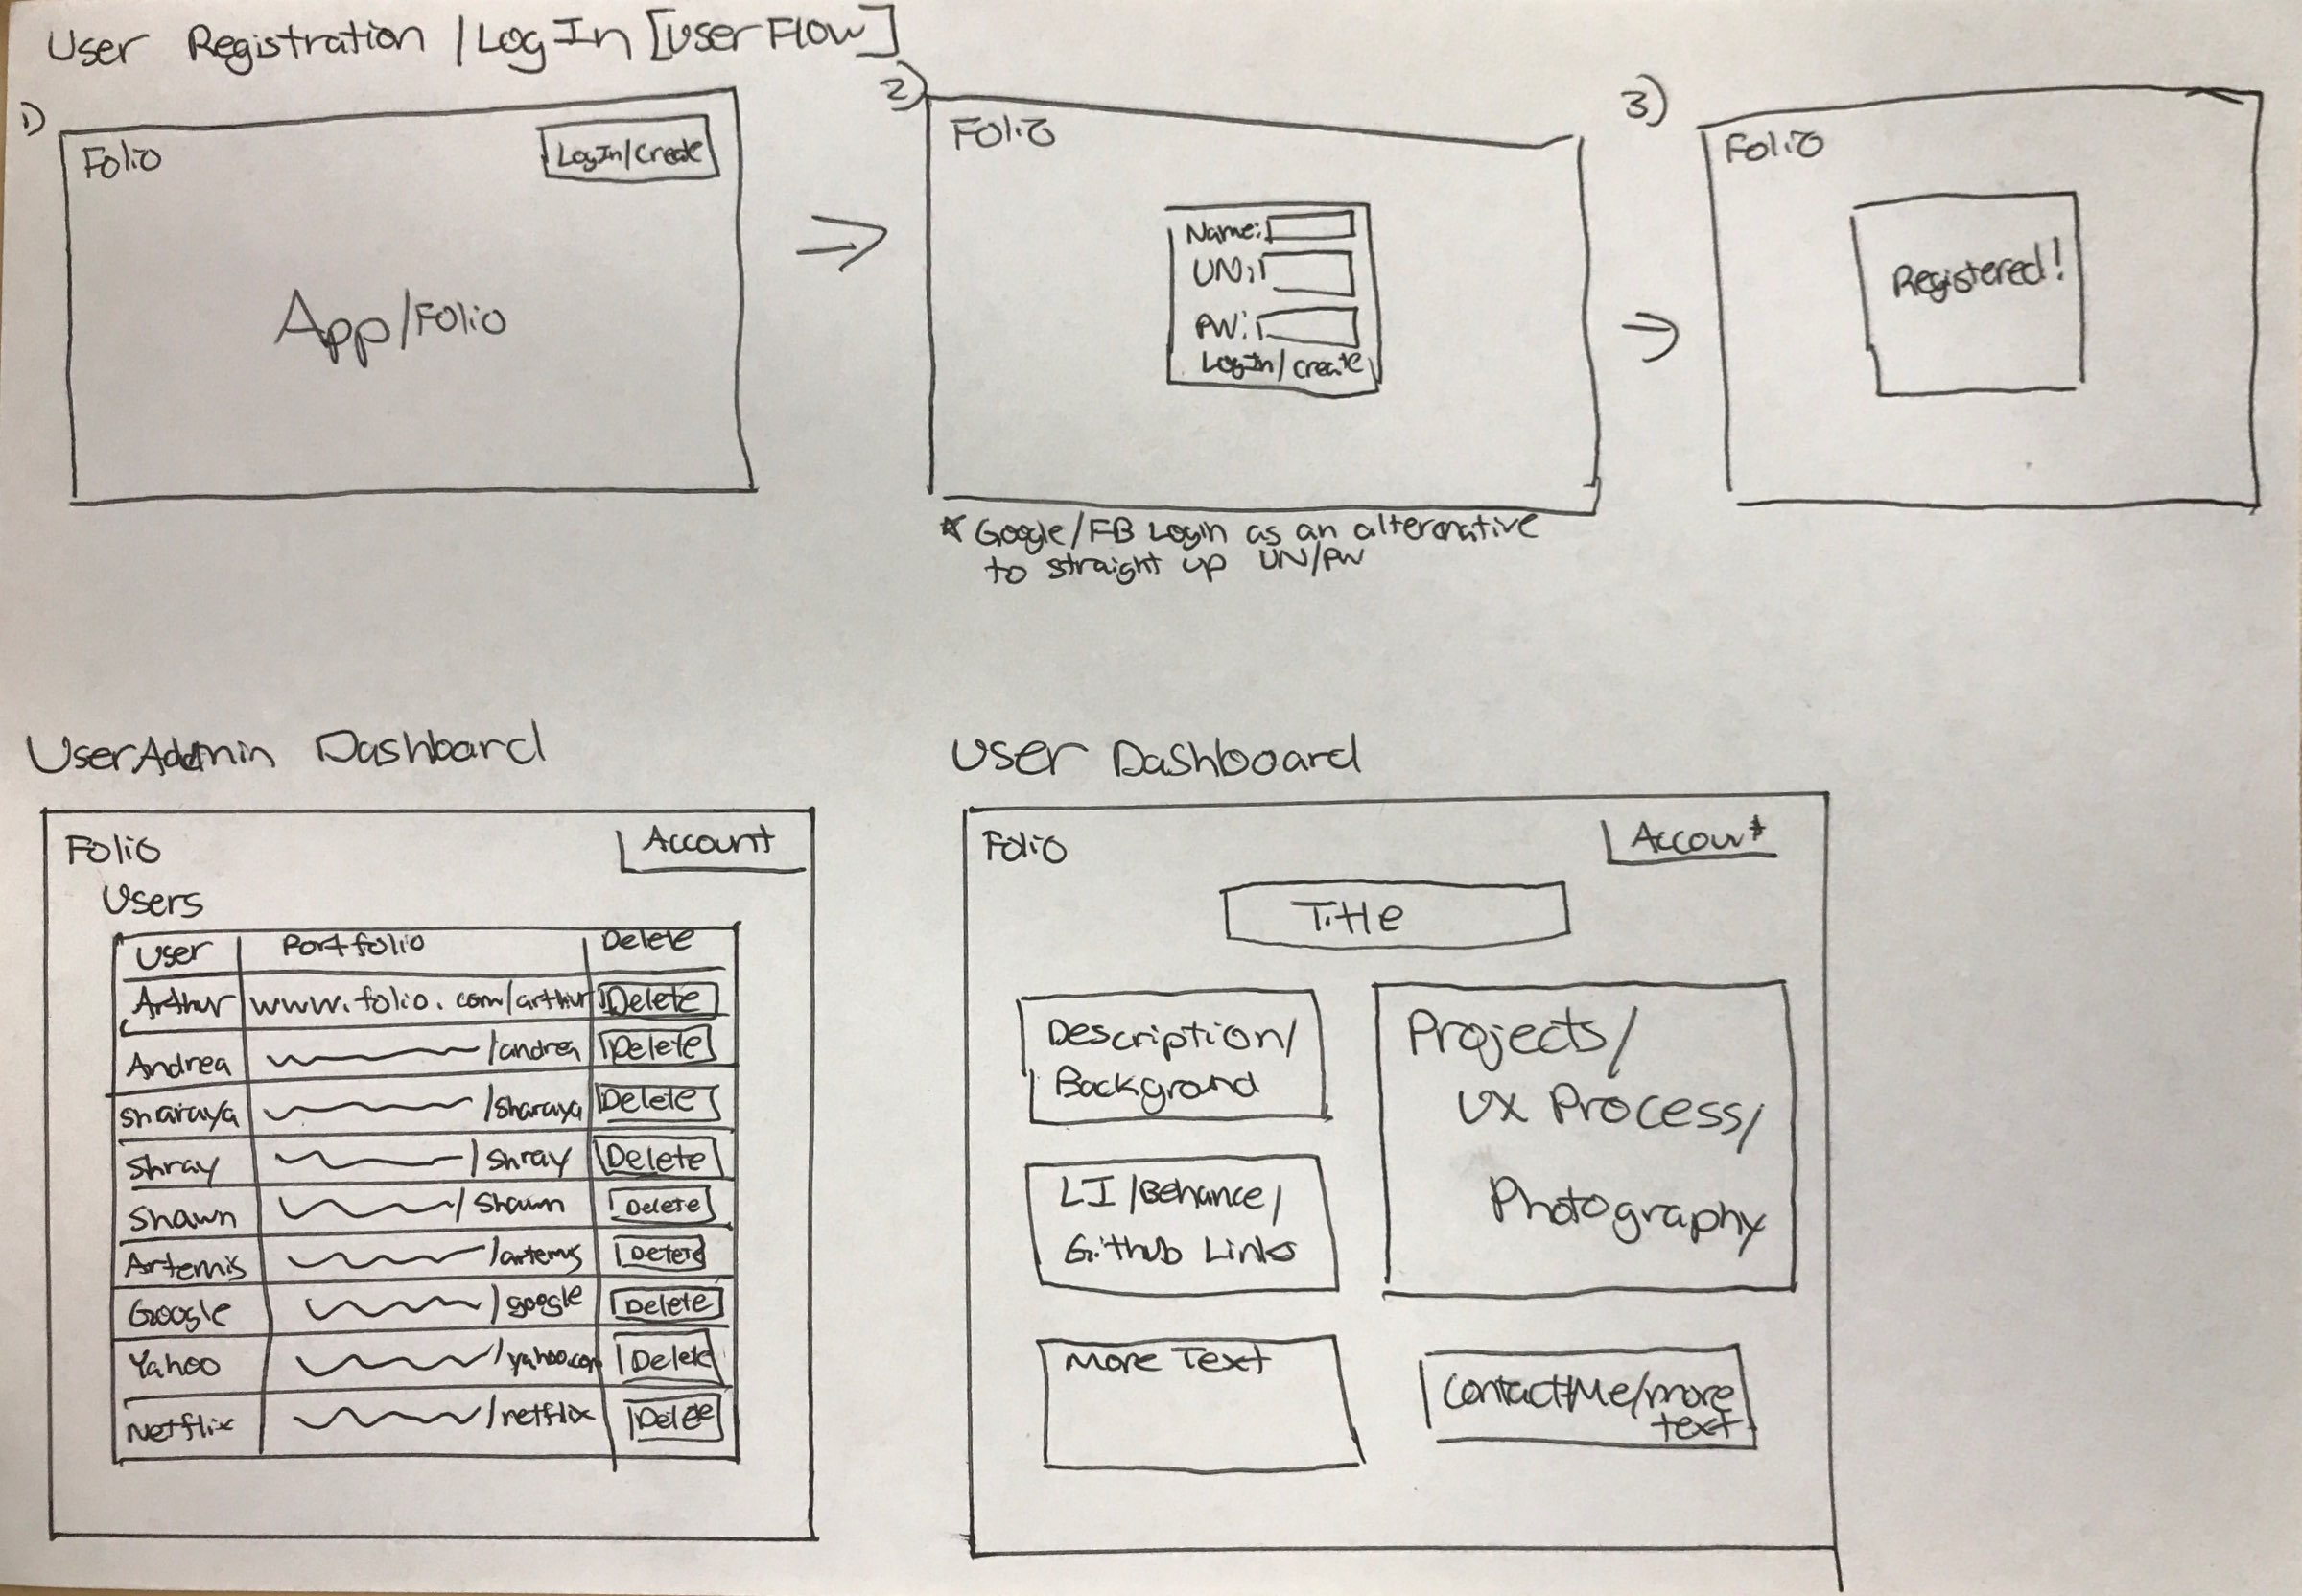 User Registration / Log In [User Flow]
1)
Folio
LogIn/Create
App/Folio
2)
Folio
Name:
UN:
PW:
LogIn/create
* Google/FB Login as an alternative
to straight up UN/PW
3)
Folio
Registered!
User Addmin Dashboard
Folio
Account
Users
User Portfolio Delete
Arthur www.folio.com/arthur Delete
Andrea /andrea Delete
sharaya /sharaya Delete
Shray /shray Delete
Shawn /Shawn Delete
Artemis /artemis Delete
Google /google Delete
Yahoo /yahoo.com Delete
Netflix /netflix Delete
User Dashboard
Folio
Account
Title
Description/
Background
Projects/
UX Process/
Photography
LI/Behance/
Github Links
More Text
Contact Me/more
text